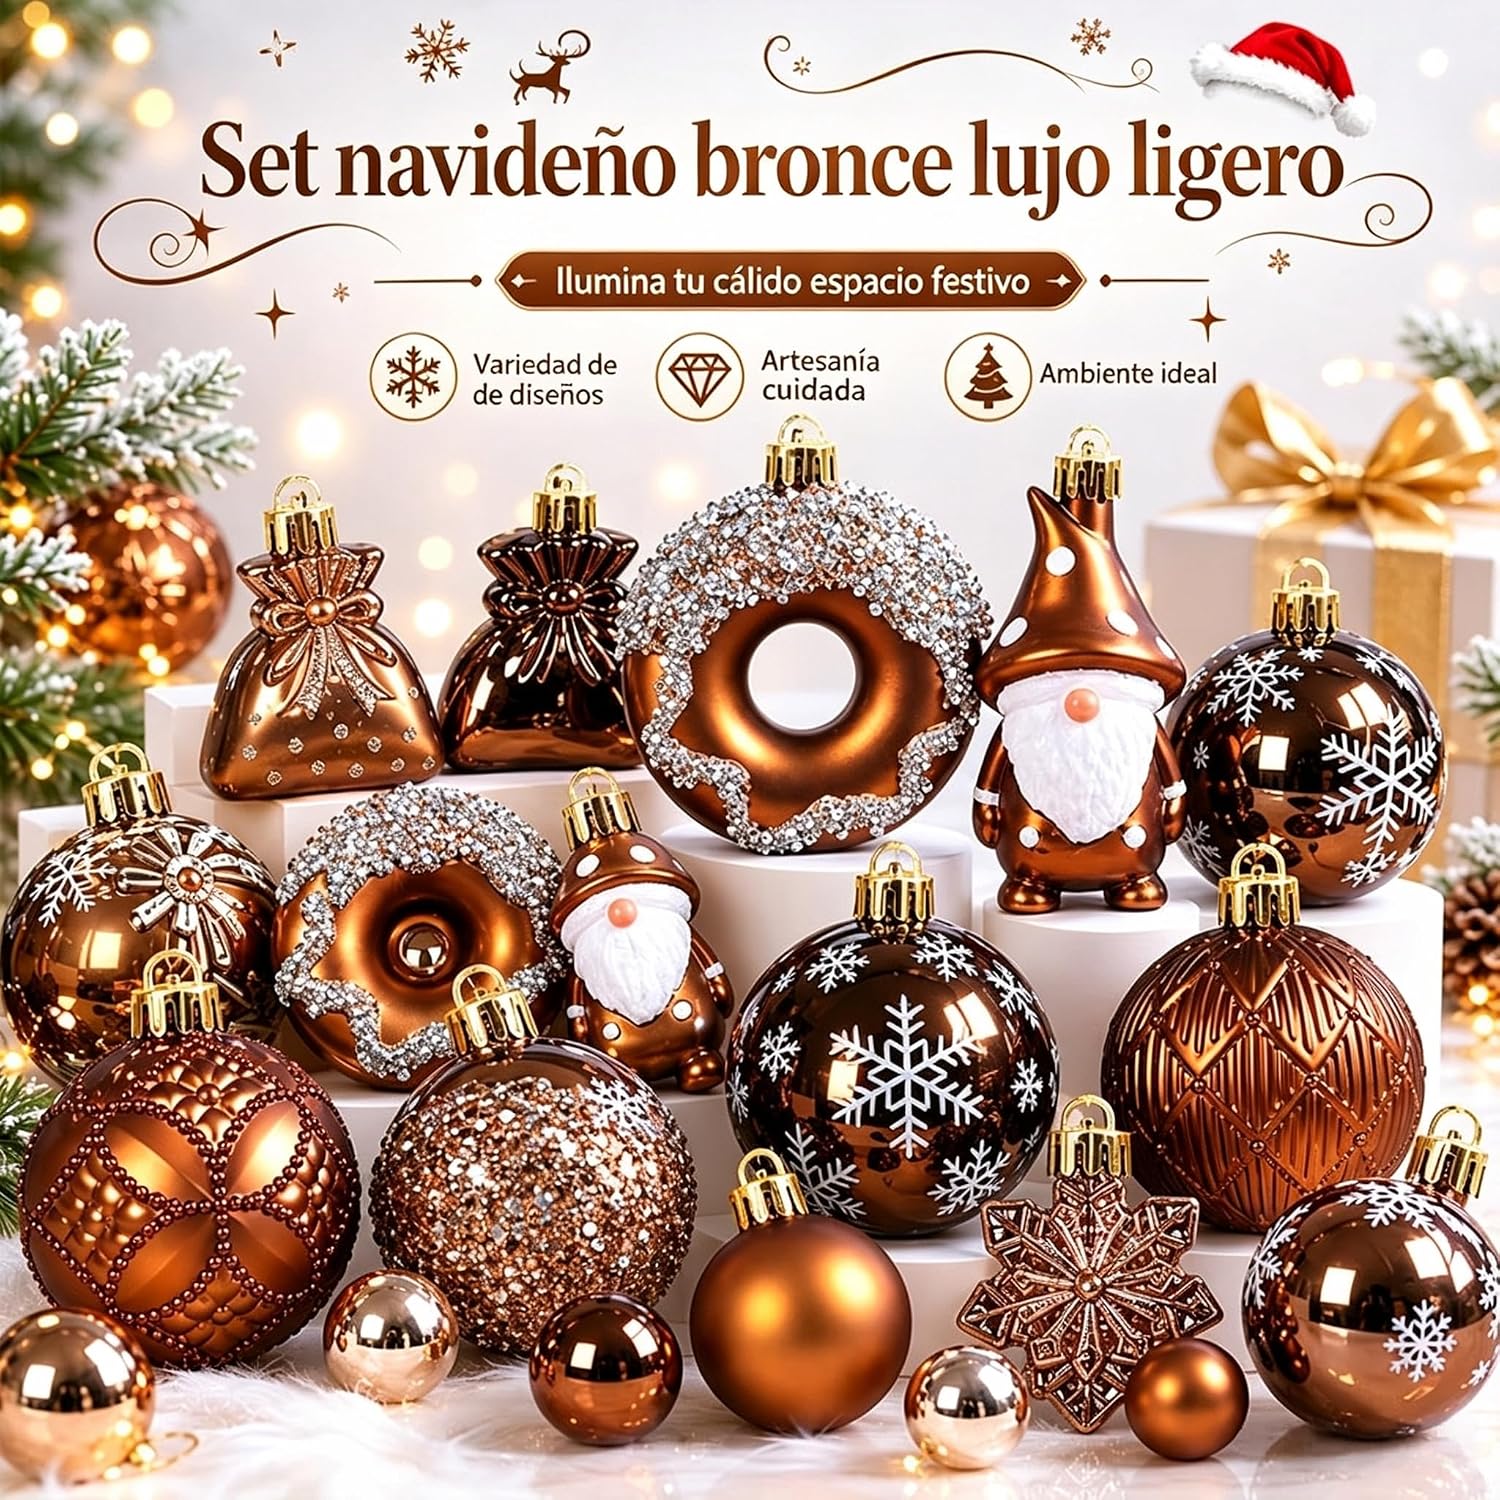 Set navideño bronce lujo ligero
Ilumina tu cálido espacio festivo
Variedad de
de diseños
Artesanía
cuidada
Ambiente ideal